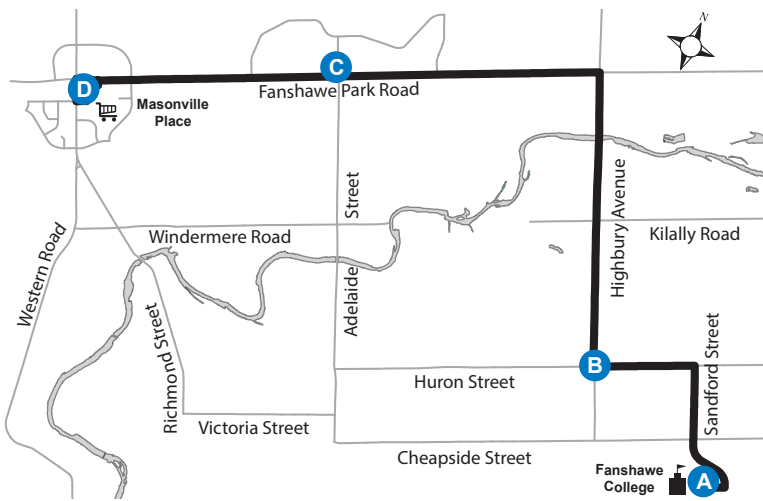 N
C
D
Fanshawe Park Road
Masonville
Place
Street
Adelaide
Highbury Avenue
Windermere Road
Kilally Road
Western Road
Richmond Street
B
Huron Street
Sandford Street
Victoria Street
Cheapside Street
Fanshawe
College
A